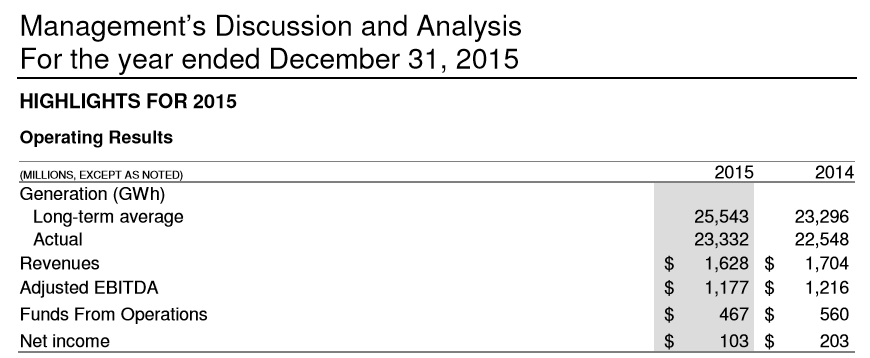 Management's Discussion and Analysis
For the year ended December 31, 2015
HIGHLIGHTS FOR 2015
Operating Results
(MILLIONS, EXCEPT AS NOTED) 2015 2014
Generation (GWh)
Long-term average 25,543 23,296
Actual 23,332 22,548
Revenues $ 1,628 $ 1,704
Adjusted EBITDA $ 1,177 $ 1,216
Funds From Operations $ 467 $ 560
Net income $ 103 $ 203